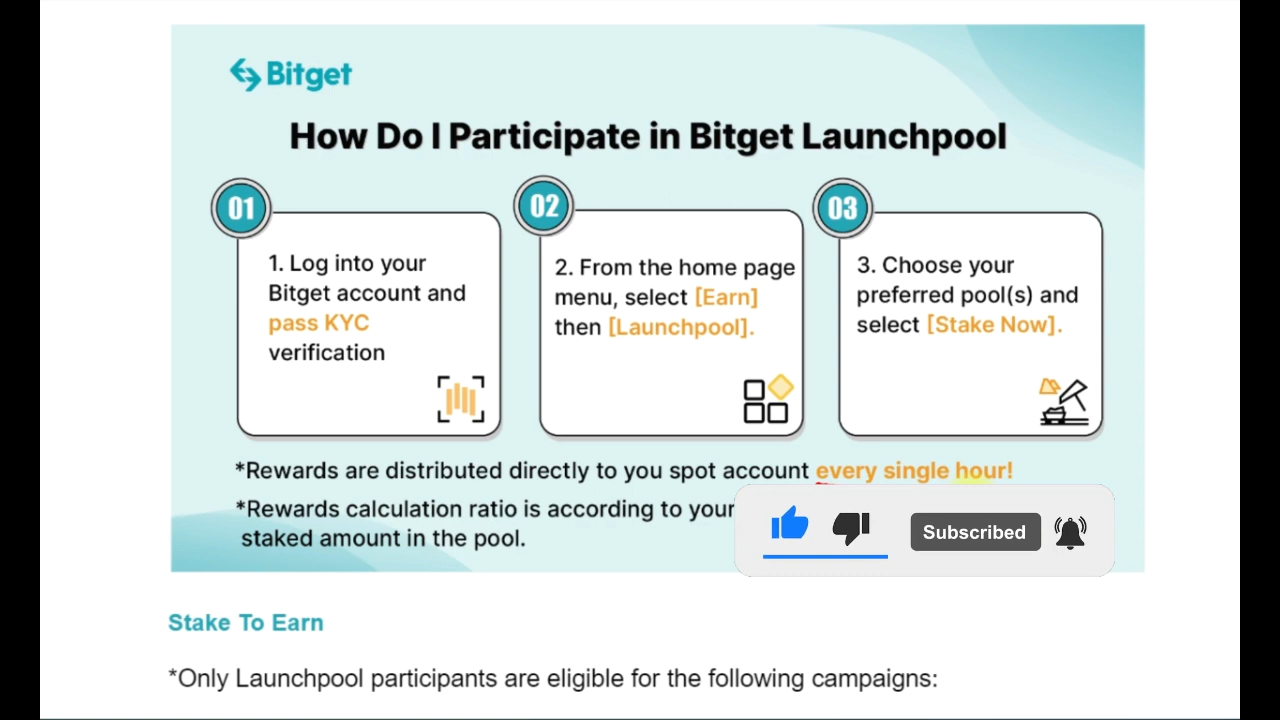 Bitget
How Do I Participate in Bitget Launchpool
01
1. Log into your
Bitget account and
pass KYC
verification
02
2. From the home page
menu, select [Earn]
then [Launchpool].
03
3. Choose your
preferred pool(s) and
select [Stake Now].
*Rewards are distributed directly to you spot account every single hour!
*Rewards calculation ratio is according to your
staked amount in the pool.
Subscribed
Stake To Earn
*Only Launchpool participants are eligible for the following campaigns: